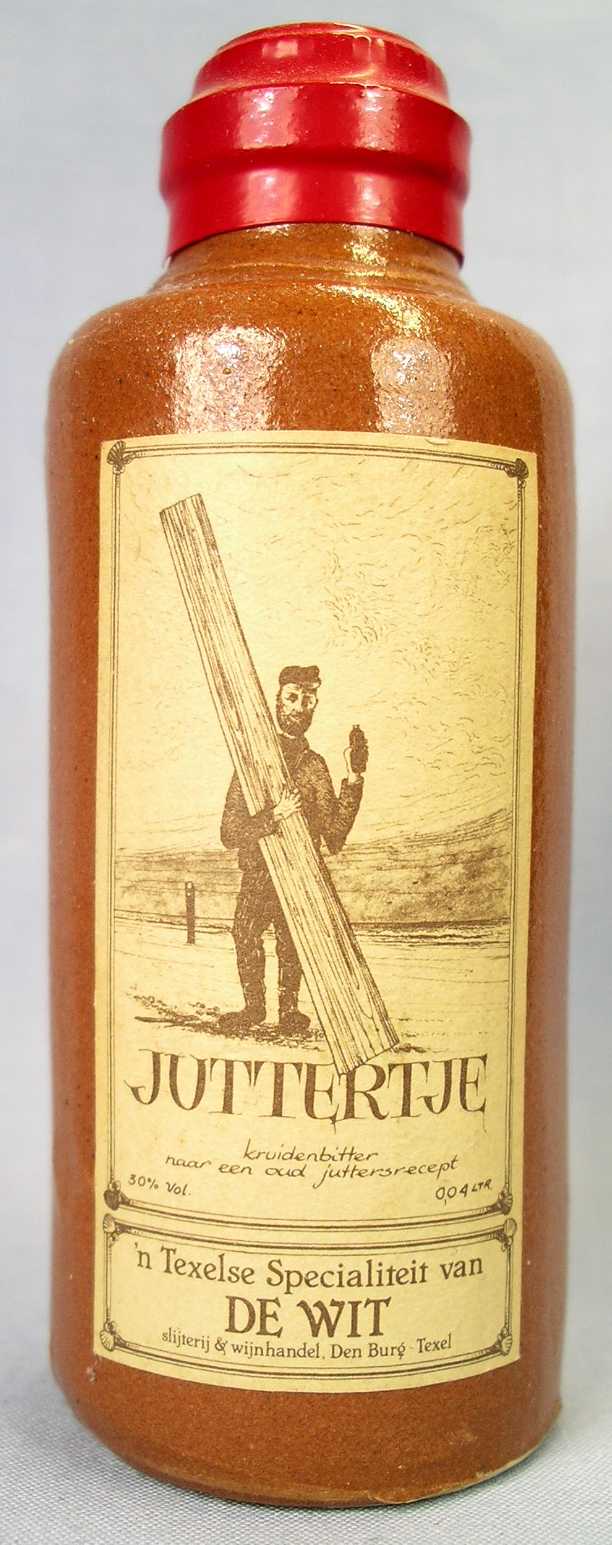 JUTTERTJE
kruidenbitter
naar een oud juttersrecept
30% Vol.
0,04 LTR
'n Texelse Specialiteit van
DE WIT
slijterij & wijnhandel, Den Burg - Texel